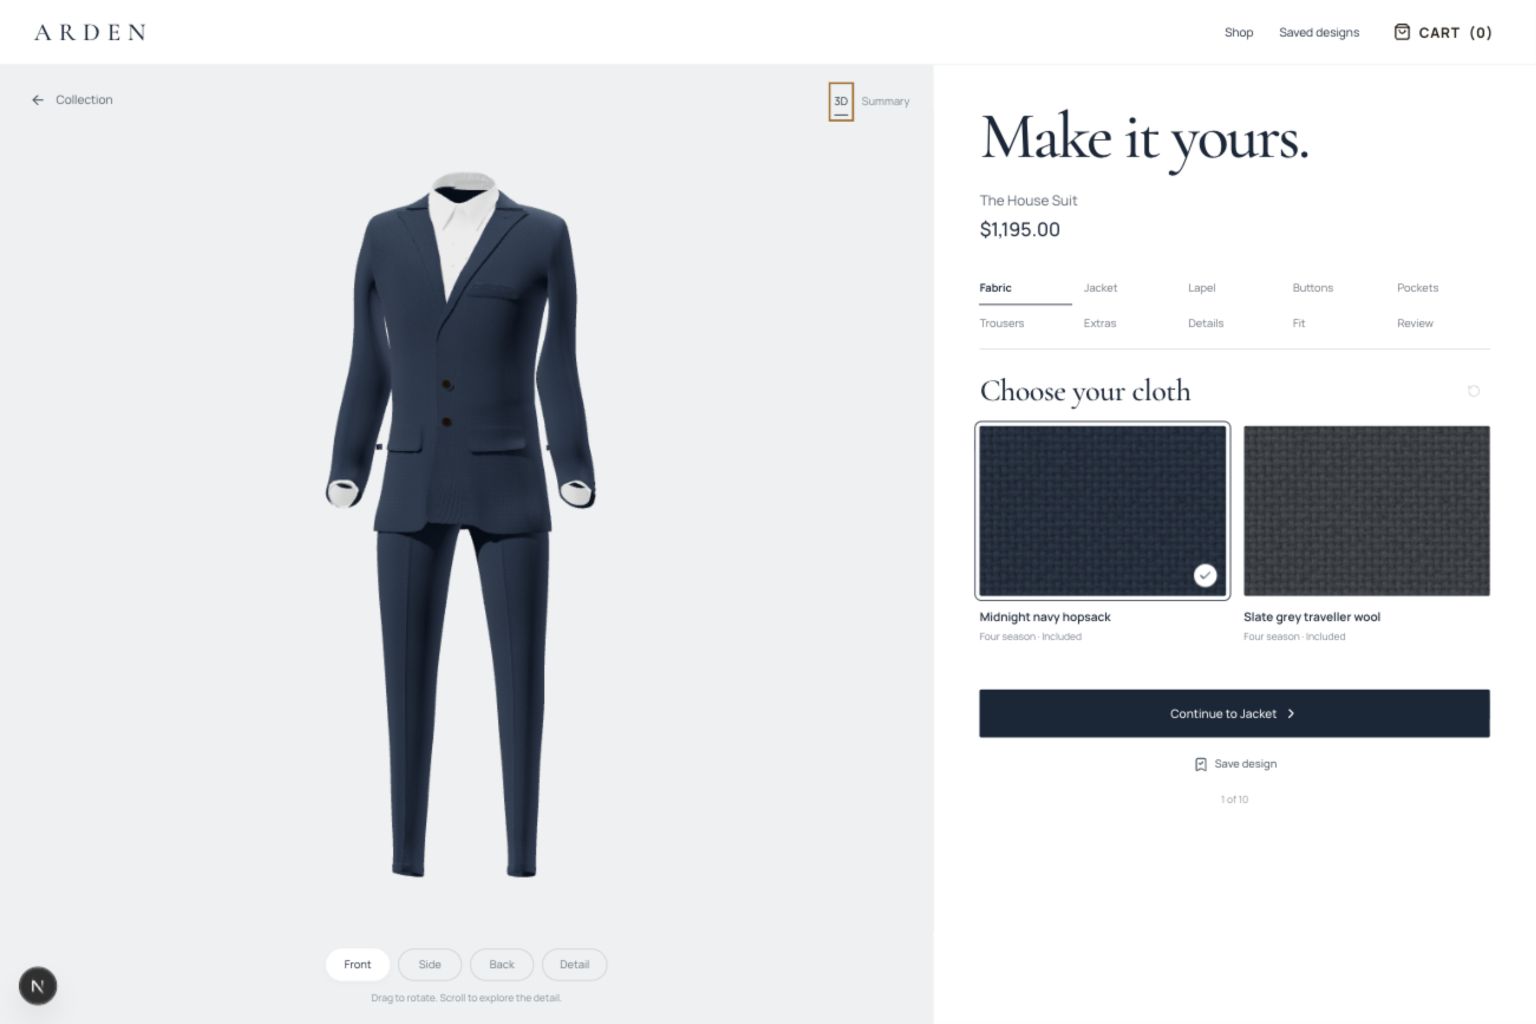 ARDEN
Shop Saved designs CART (0)
Collection
3D Summary
Make it yours.
The House Suit
$1,195.00
Fabric Jacket Lapel Buttons Pockets
Trousers Extras Details Fit Review
Choose your cloth
Midnight navy hopsack
Four season · Included
Slate grey traveller wool
Four season · Included
Continue to Jacket
Save design
1 of 10
Front Side Back Detail
Drag to rotate. Scroll to explore the detail.
N